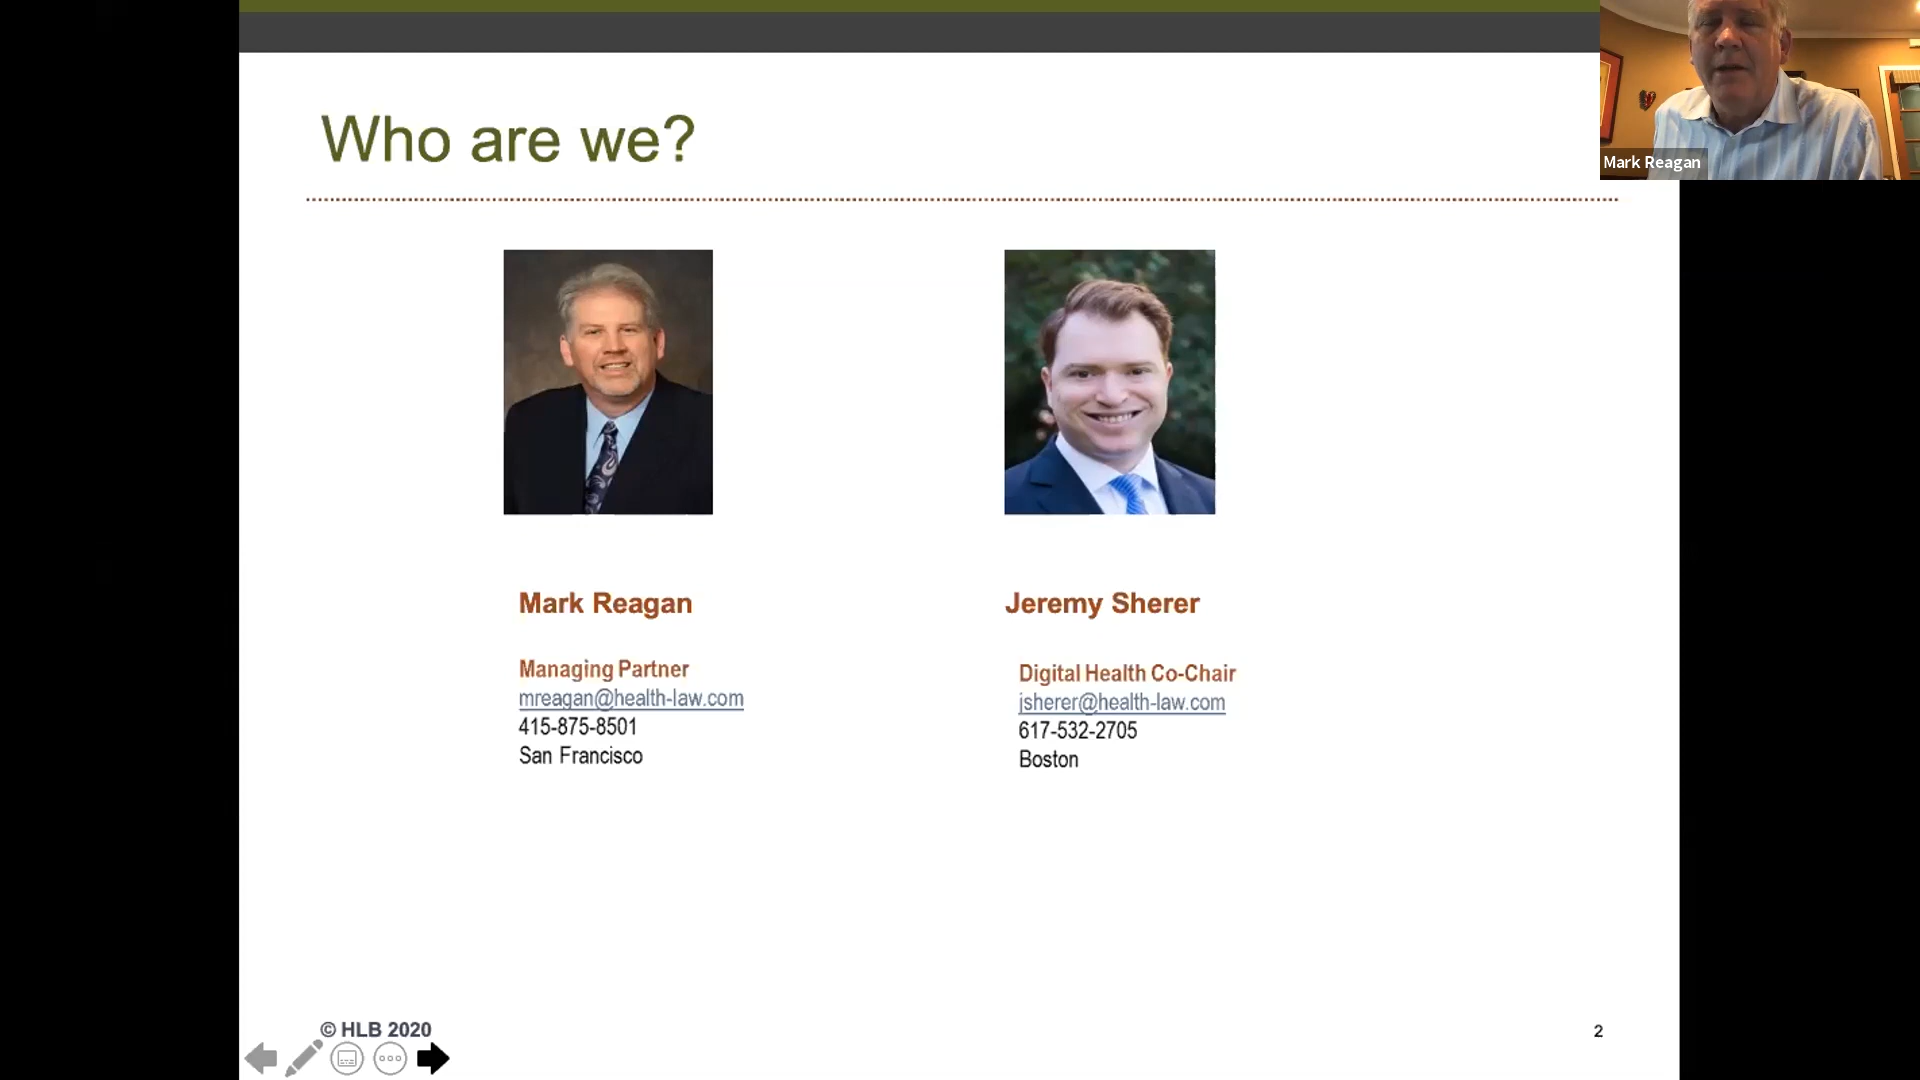 Who are we?
Mark Reagan
Mark Reagan
Managing Partner
mreagan@health-law.com
415-875-8501
San Francisco
Jeremy Sherer
Digital Health Co-Chair
jsherer@health-law.com
617-532-2705
Boston
© HLB 2020
2